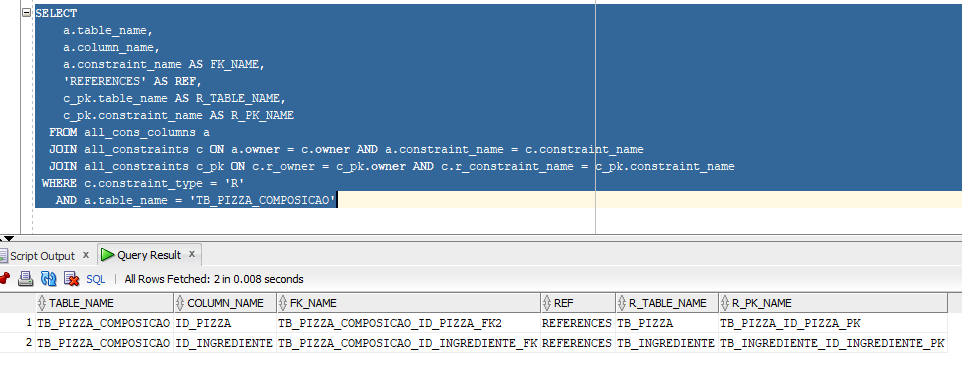 SELECT
a.table_name,
a.column_name,
a.constraint_name AS FK_NAME,
'REFERENCES' AS REF,
c_pk.table_name AS R_TABLE_NAME,
c_pk.constraint_name AS R_PK_NAME
FROM all_cons_columns a
JOIN all_constraints c ON a.owner = c.owner AND a.constraint_name = c.constraint_name
JOIN all_constraints c_pk ON c.r_owner = c_pk.owner AND c.r_constraint_name = c_pk.constraint_name
WHERE c.constraint_type = 'R'
AND a.table_name = 'TB_PIZZA_COMPOSICAO'
Script Output x Query Result x
SQL | All Rows Fetched: 2 in 0.008 seconds
TABLE_NAME COLUMN_NAME FK_NAME REF R_TABLE_NAME R_PK_NAME
1 TB_PIZZA_COMPOSICAO ID_PIZZA TB_PIZZA_COMPOSICAO_ID_PIZZA_FK2 REFERENCES TB_PIZZA TB_PIZZA_ID_PIZZA_PK
2 TB_PIZZA_COMPOSICAO ID_INGREDIENTE TB_PIZZA_COMPOSICAO_ID_INGREDIENTE_FK REFERENCES TB_INGREDIENTE TB_INGREDIENTE_ID_INGREDIENTE_PK